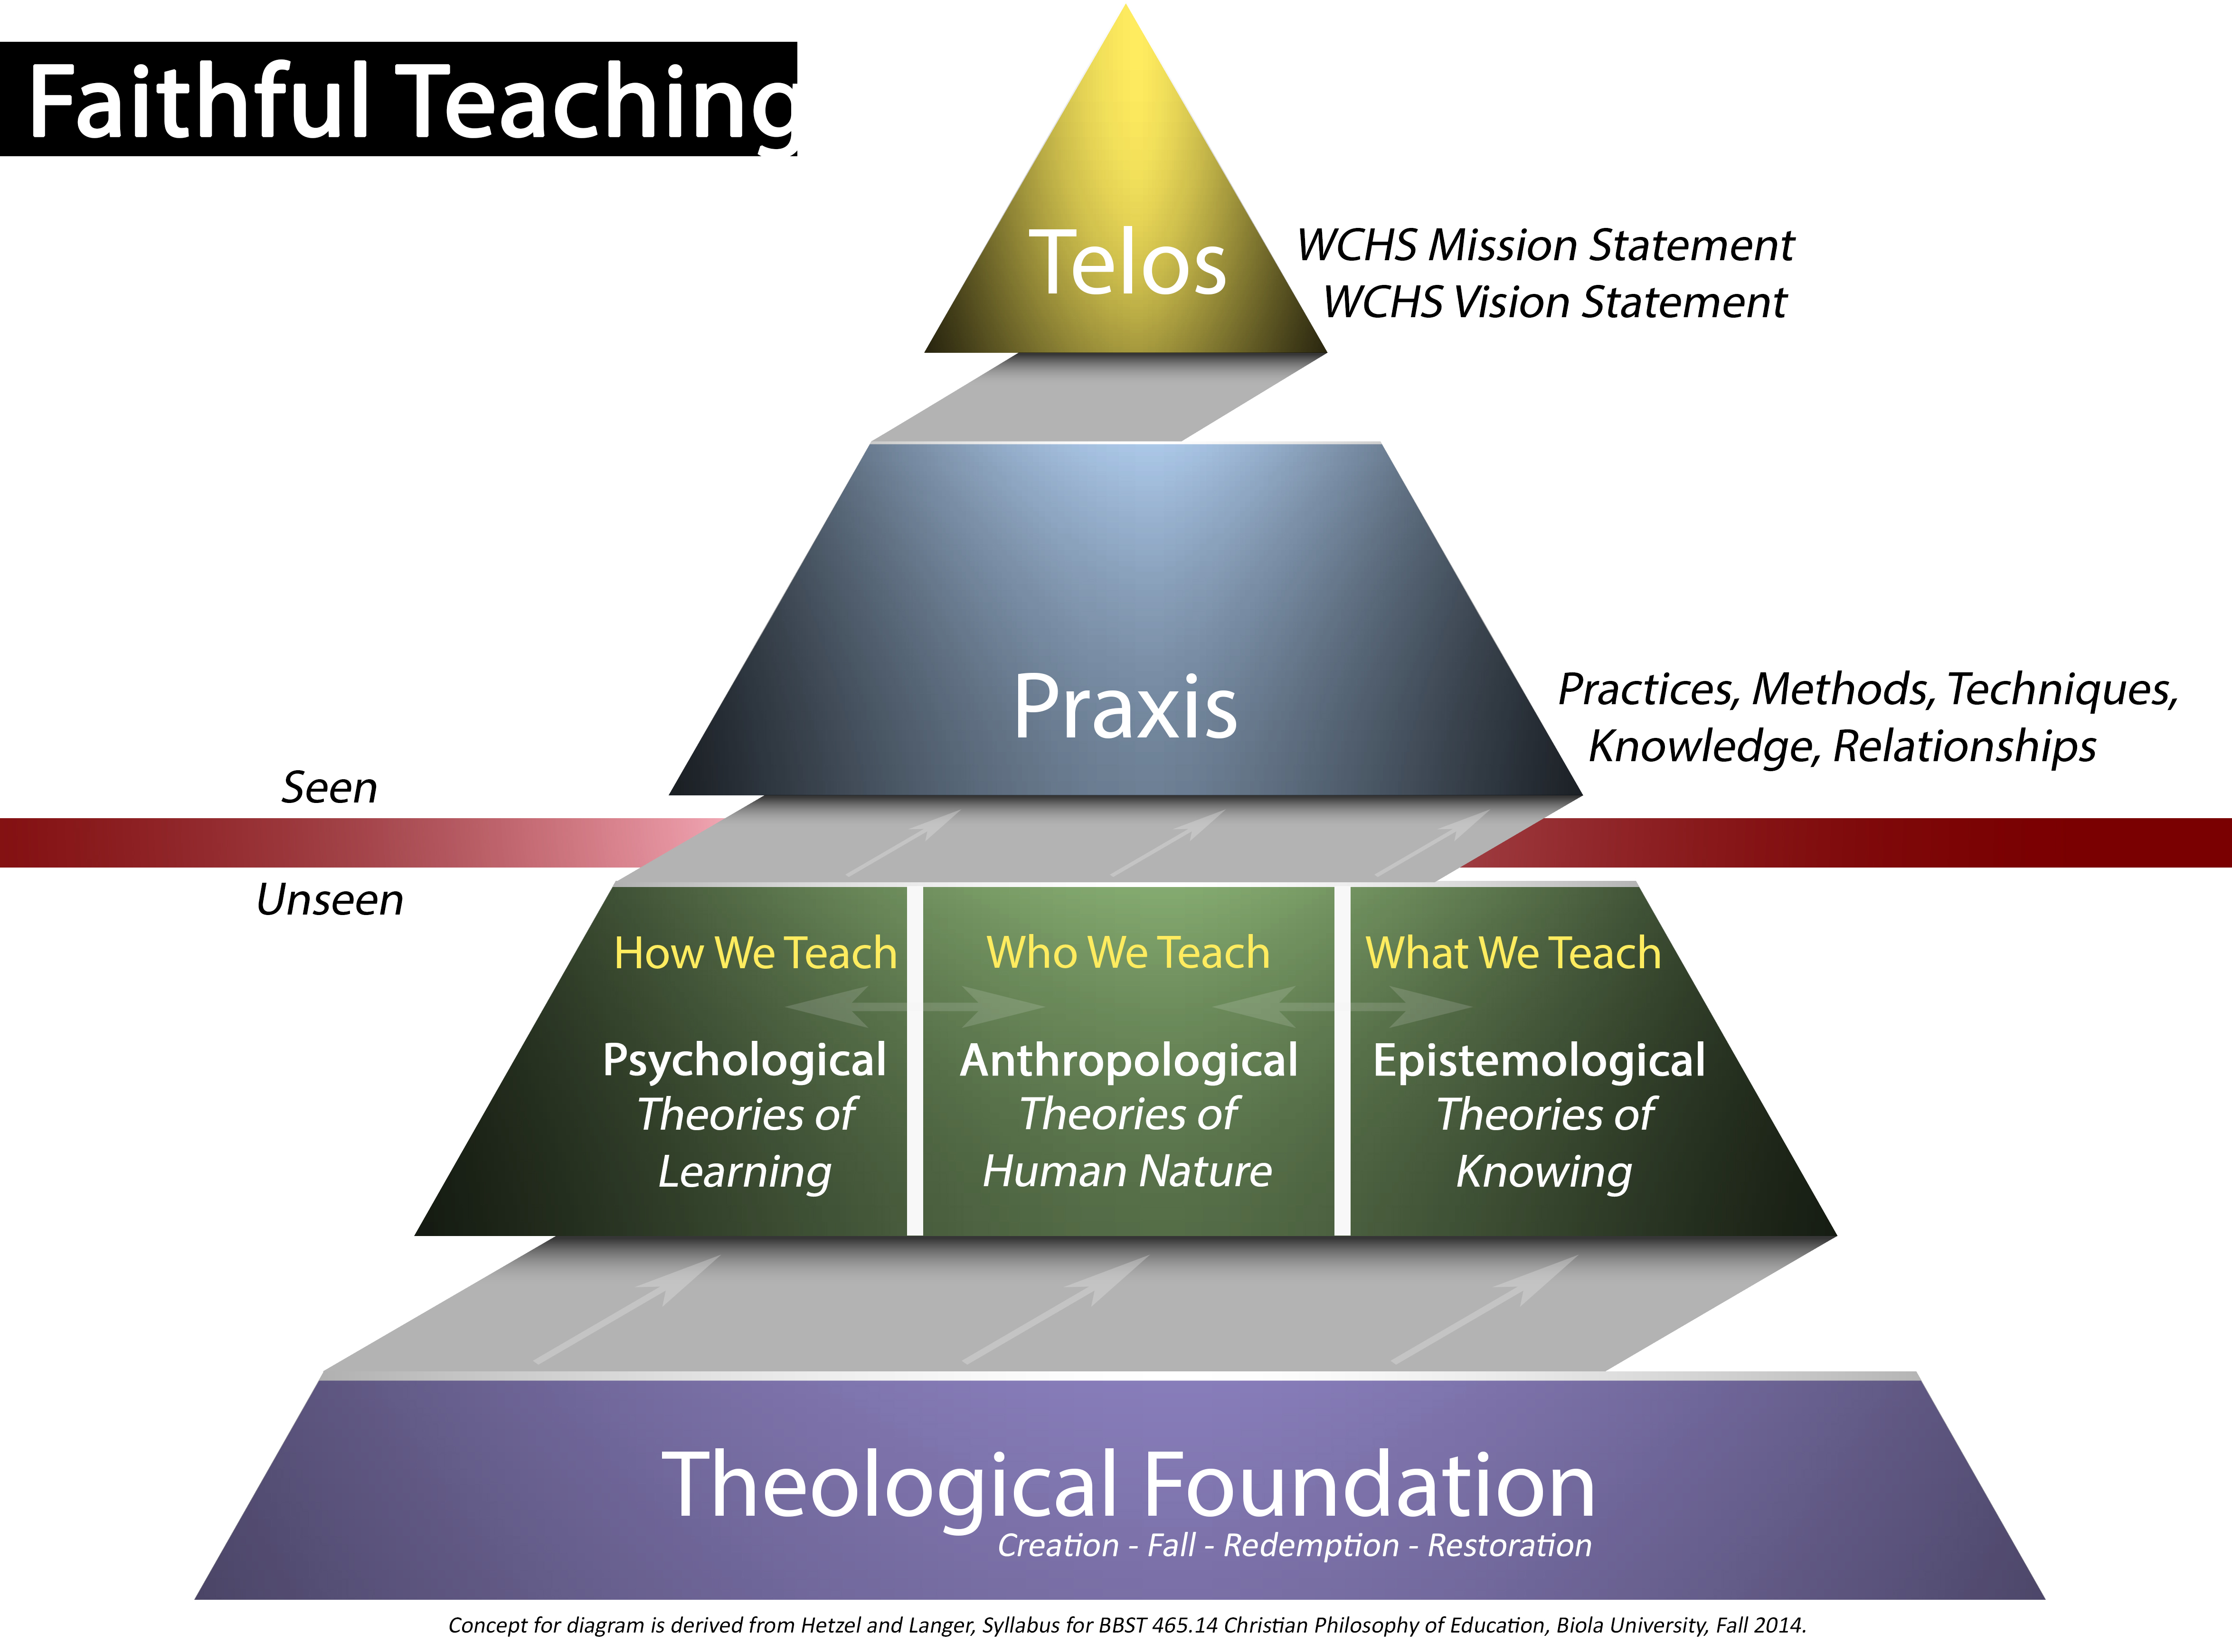 Faithful Teaching
Telos
WCHS Mission Statement
WCHS Vision Statement
Praxis
Practices, Methods, Techniques,
Knowledge, Relationships
Seen
Unseen
How We Teach
Psychological
Theories of
Learning
Who We Teach
Anthropological
Theories of
Human Nature
What We Teach
Epistemological
Theories of
Knowing
Theological Foundation
Creation - Fall - Redemption - Restoration
Concept for diagram is derived from Hetzel and Langer, Syllabus for BBST 465.14 Christian Philosophy of Education, Biola University, Fall 2014.